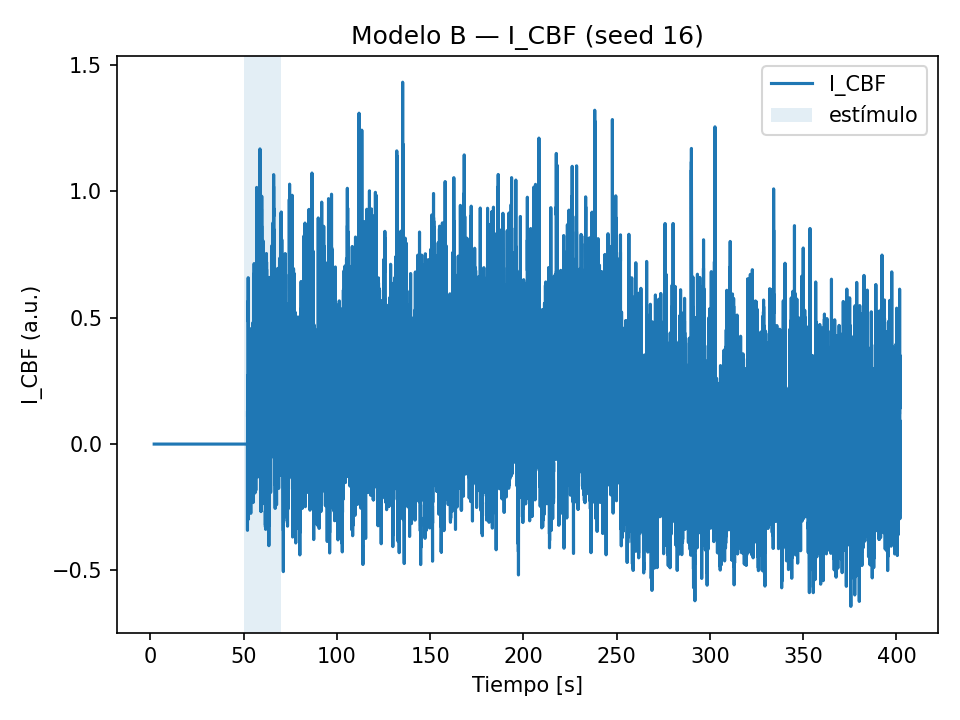 Modelo B — I_CBF (seed 16)
I_CBF
estímulo
I_CBF (a.u.)
1.5
1.0
0.5
0.0
−0.5
0 50 100 150 200 250 300 350 400
Tiempo [s]